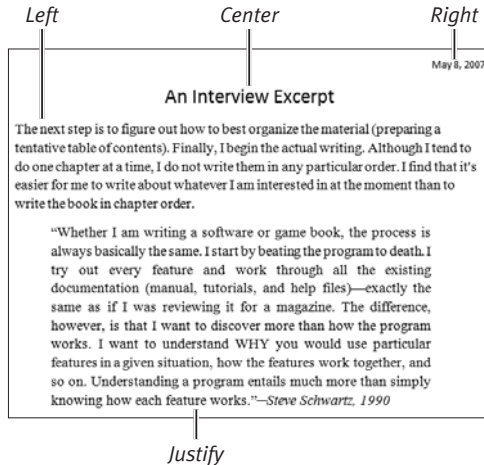 Left Center Right
May 8, 2007
An Interview Excerpt
The next step is to figure out how to best organize the material (preparing a
tentative table of contents). Finally, I begin the actual writing. Although I tend to
do one chapter at a time, I do not write them in any particular order. I find that it's
easier for me to write about whatever I am interested in at the moment than to
write the book in chapter order.
“Whether I am writing a software or game book, the process is
always basically the same. I start by beating the program to death. I
try out every feature and work through all the existing
documentation (manual, tutorials, and help files)—exactly the
same as if I was reviewing it for a magazine. The difference,
however, is that I want to discover more than how the program
works. I want to understand WHY you would use particular
features in a given situation, how the features work together, and
so on. Understanding a program entails much more than simply
knowing how each feature works.”—Steve Schwartz, 1990
Justify